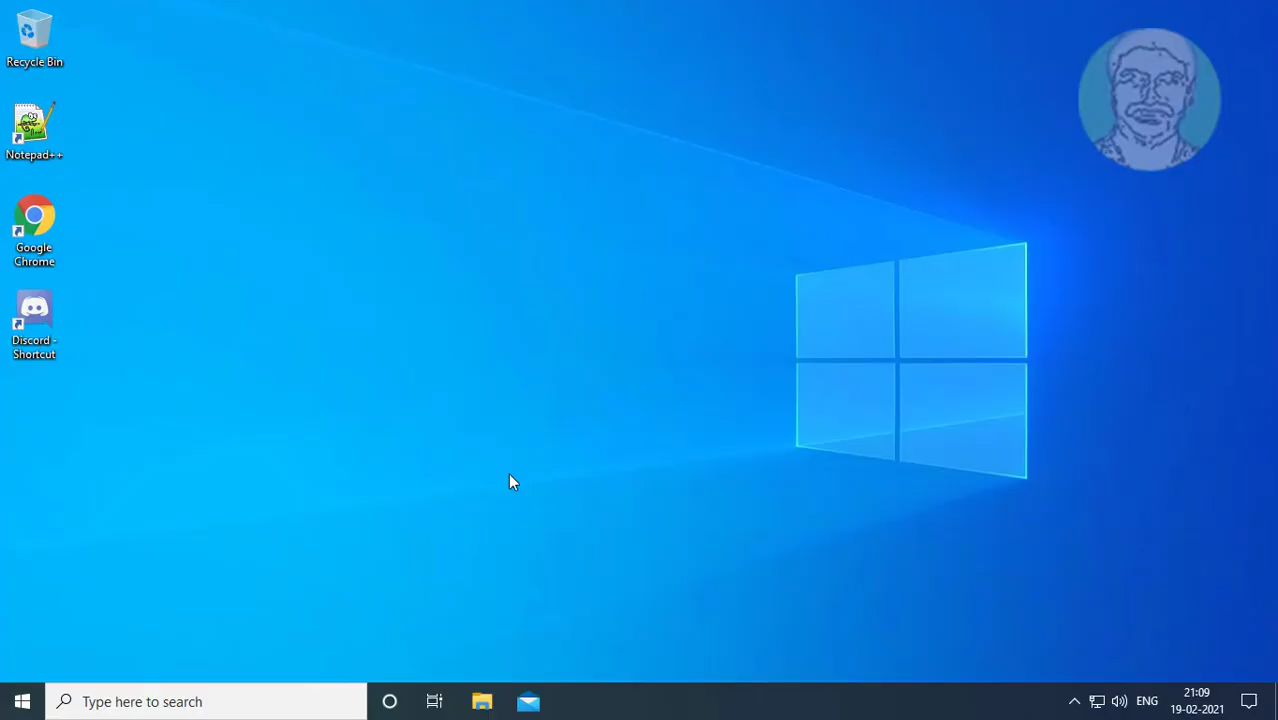 Recycle Bin
Notepad++
Google
Chrome
Discord -
Shortcut
Type here to search
ENG
21:09
19-02-2021